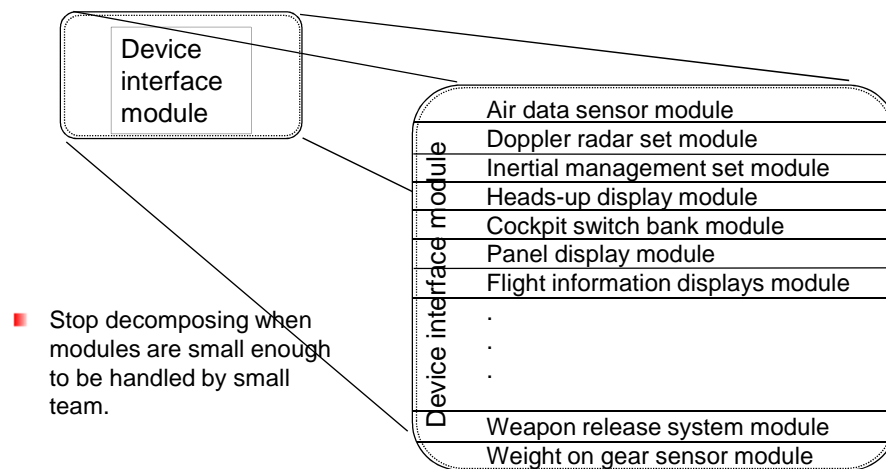 Device
interface
module
Device interface module
Air data sensor module
Doppler radar set module
Inertial management set module
Heads-up display module
Cockpit switch bank module
Panel display module
Flight information displays module
.
.
.
Weapon release system module
Weight on gear sensor module
Stop decomposing when
modules are small enough
to be handled by small
team.